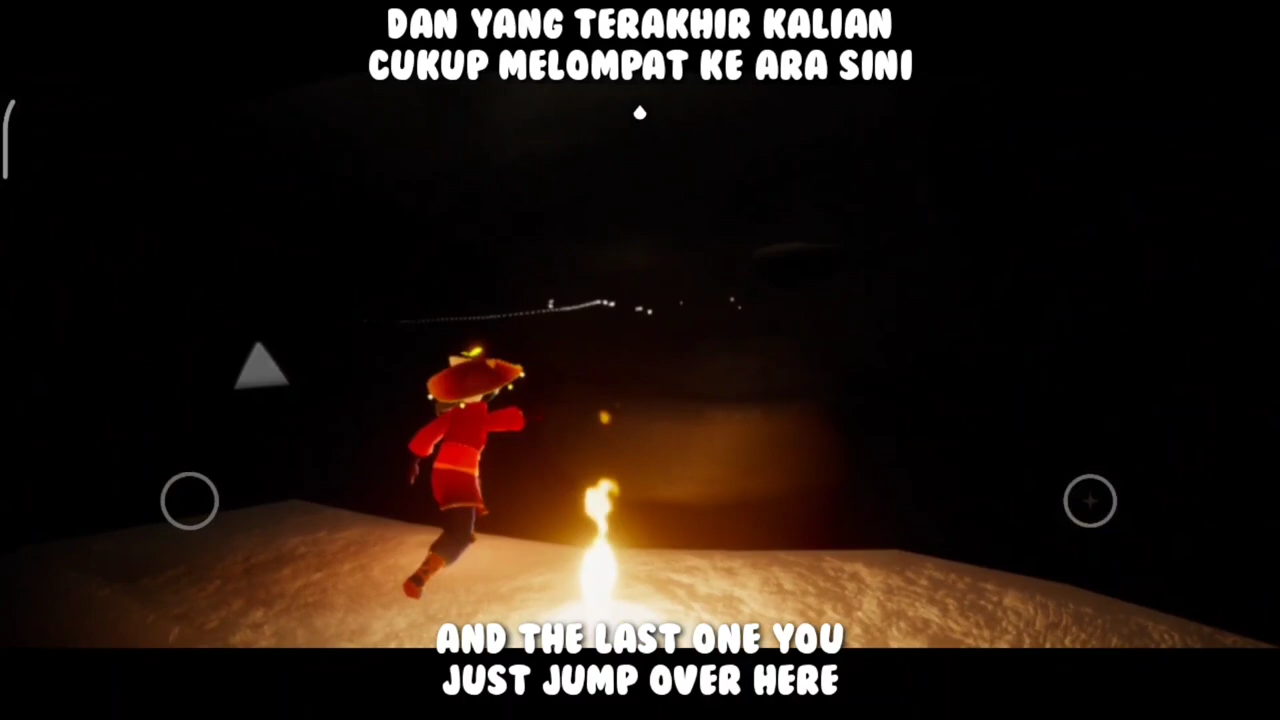 DAN YANG TERAKHIR KALIAN
CUKUP MELOMPAT KE ARA SINI
AND THE LAST ONE YOU
JUST JUMP OVER HERE